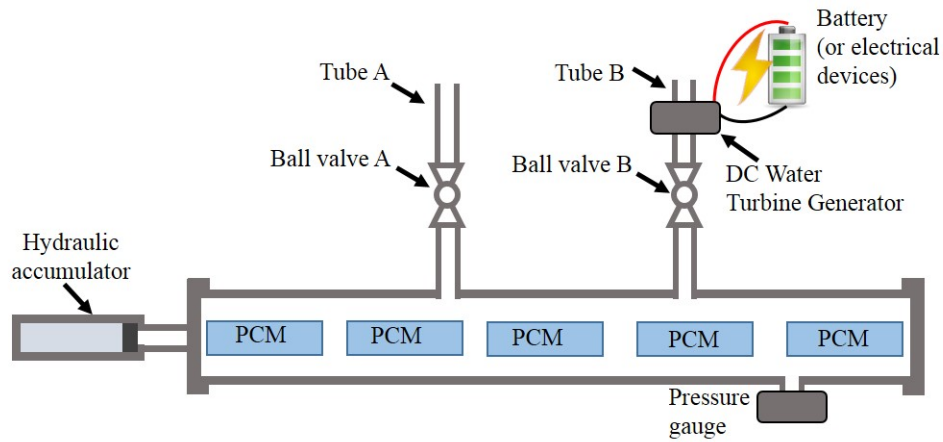 Battery
(or electrical
devices)
Tube A
Tube B
Ball valve A
Ball valve B
DC Water
Turbine Generator
Hydraulic
accumulator
PCM
PCM
PCM
PCM
PCM
Pressure
gauge